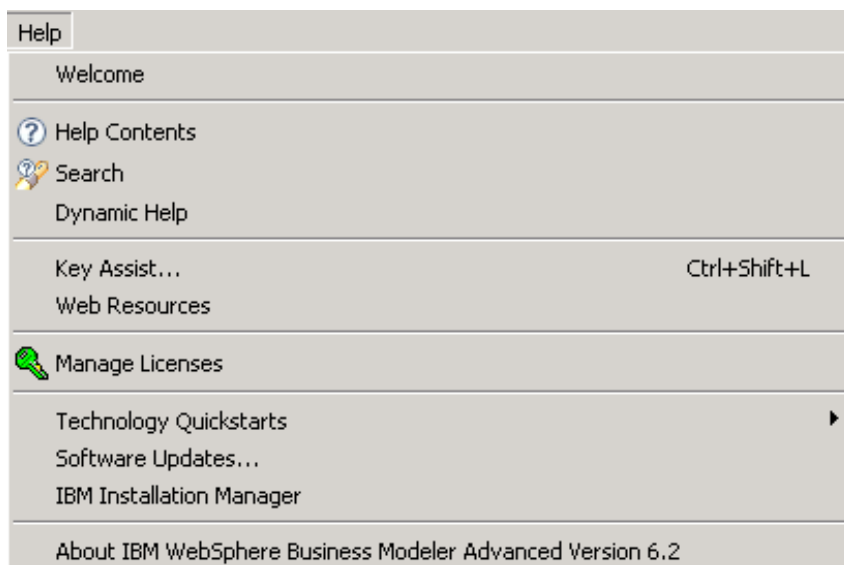 Help
Welcome
Help Contents
Search
Dynamic Help
Key Assist... Ctrl+Shift+L
Web Resources
Manage Licenses
Technology Quickstarts
Software Updates...
IBM Installation Manager
About IBM WebSphere Business Modeler Advanced Version 6.2